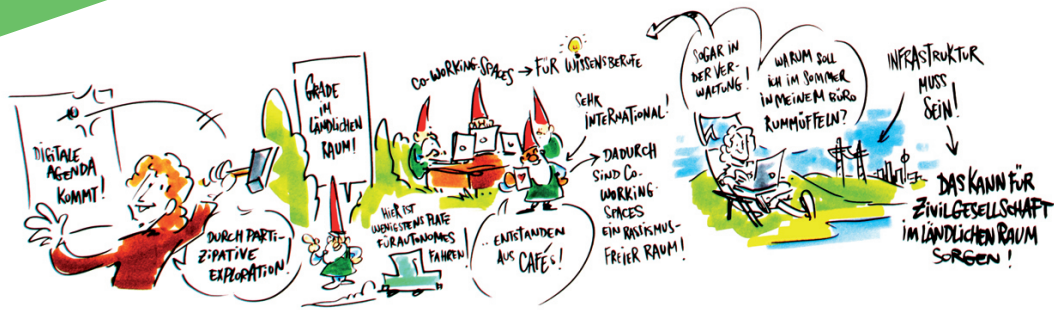 DIGITALE
AGENDA
KOMMT!
DURCH PARTI-
ZIPATIVE
EXPLORATION!
GRADE
IM
LÄNDLICHEN
RAUM!
HIER IST
WENIGSTENS PLATZ
FÜR AUTONOMES
FAHREN!
CO-WORKING-SPACES → FÜR WISSENSBERUFE
SEHR
INTERNATIONAL!
.. ENTSTANDEN
AUS CAFÉs!
→ DADURCH
SIND CO-
WORKING-
SPACES
EIN RASSISMUS-
FREIER RAUM!
SOGAR IN
DER VER-
WALTUNG!
WARUM SOLL
ICH IM SOMMER
IN MEINEM BÜRO
RUMMÜFFELN?
INFRASTRUKTUR
MUSS
SEIN!
DAS KANN FÜR
ZIVILGESELLSCHAFT
IM LÄNDLICHEN RAUM
SORGEN!